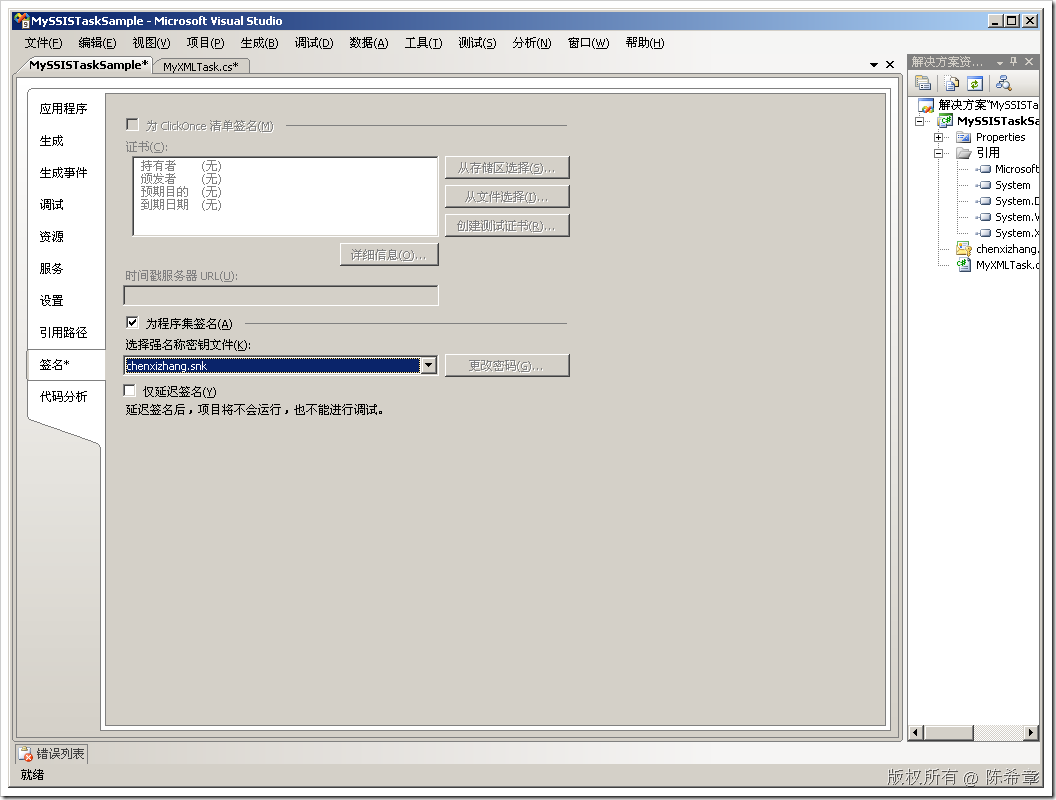 MySSISTaskSample - Microsoft Visual Studio
文件(F) 编辑(E) 视图(V) 项目(P) 生成(B) 调试(D) 数据(A) 工具(T) 测试(S) 分析(N) 窗口(W) 帮助(H)
MySSISTaskSample* MyXMLTask.cs*
应用程序
生成
生成事件
调试
资源
服务
设置
引用路径
签名*
代码分析
为 ClickOnce 清单签名(M)
证书(C):
持有者 (无)
颁发者 (无)
预期目的 (无)
到期日期 (无)
从存储区选择(S)...
从文件选择(I)...
创建测试证书(R)...
详细信息(O)...
时间戳服务器 URL(U):
为程序集签名(A)
选择强名称密钥文件(K):
chenxizhang.snk
更改密码(G)...
仅延迟签名(Y)
延迟签名后，项目将不会运行，也不能进行调试。
解决方案资...
解决方案"MySSISTa
MySSISTaskSa
Properties
引用
Microsoft
System
System.D
System.W
System.X
chenxizhang.
MyXMLTask.c
错误列表
就绪
版权所有 @ 陈希章